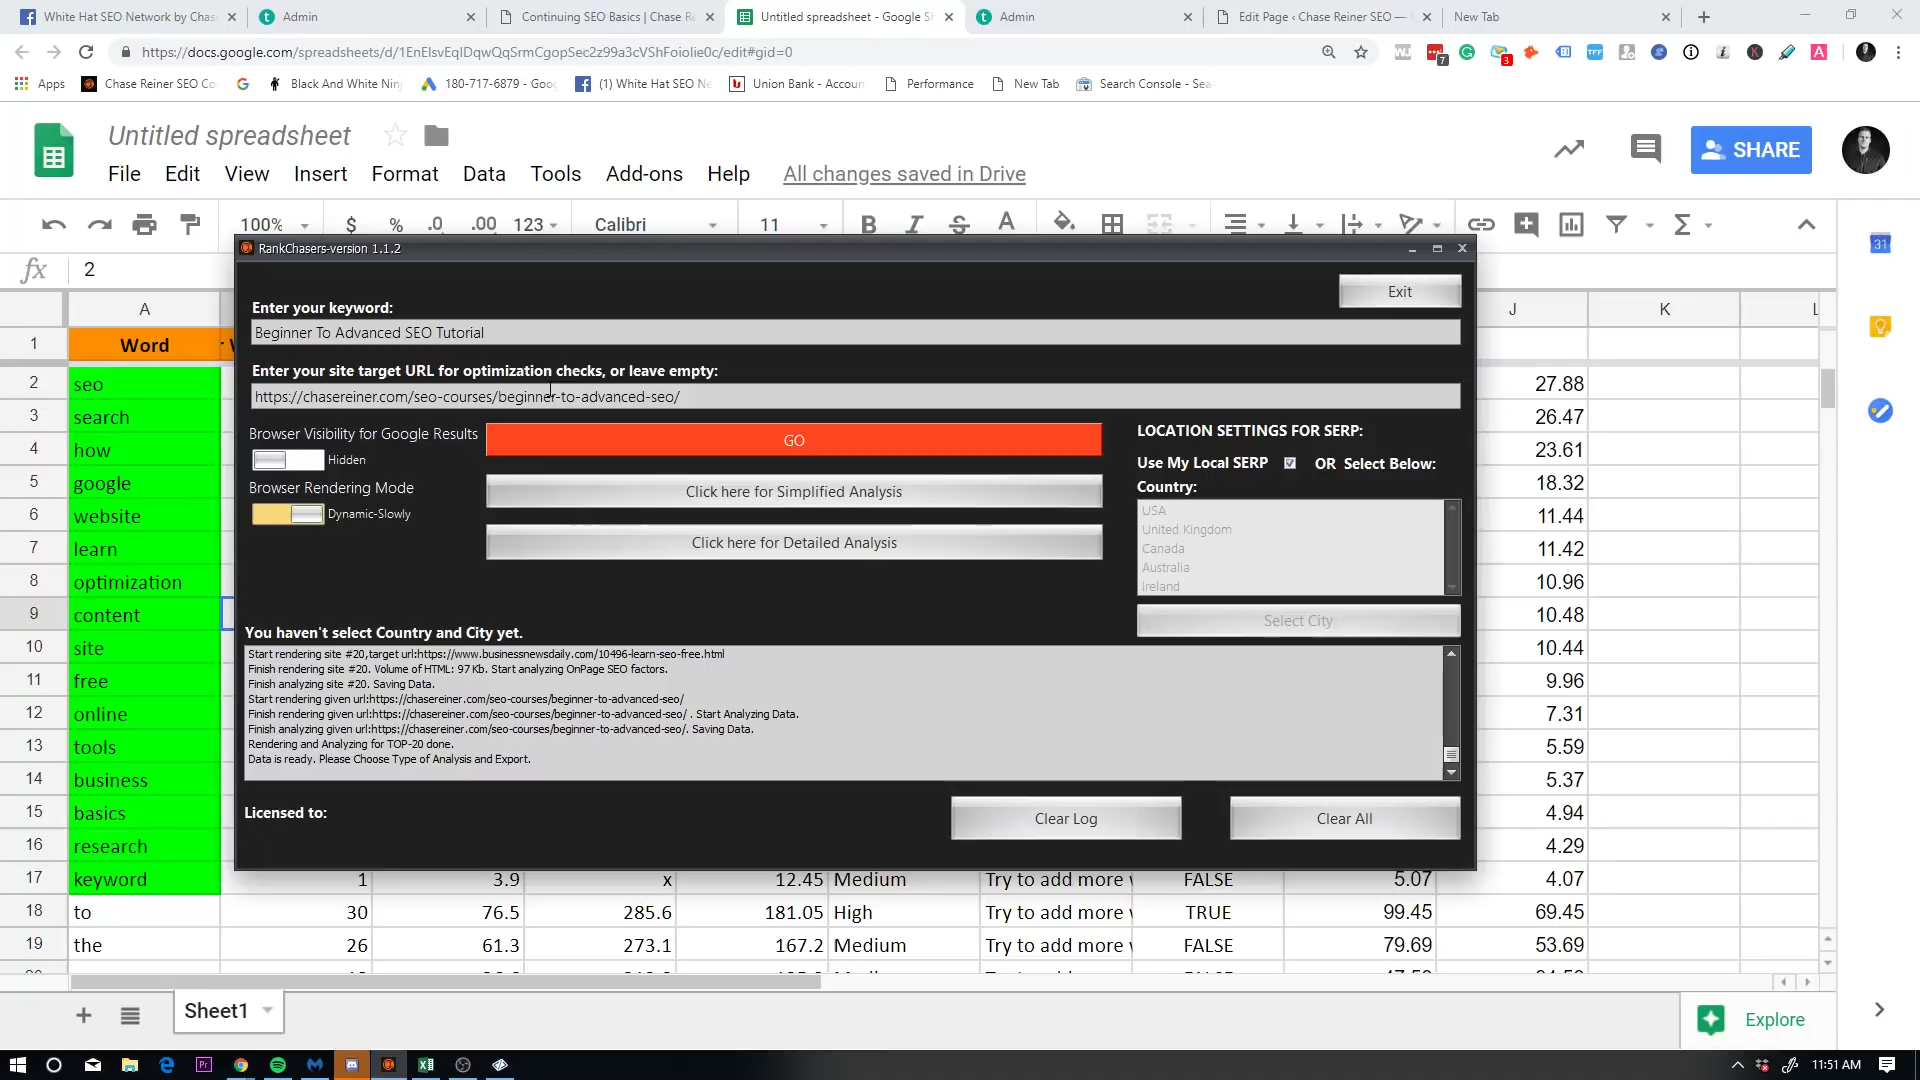 White Hat SEO Network by Chas
Admin
Continuing SEO Basics | Chase Re
Untitled spreadsheet - Google Sh
Admin
Edit Page ‹ Chase Reiner SEO —
New Tab
https://docs.google.com/spreadsheets/d/1EnElsvEqIDqwQqSrmCgopSec2z99a3cVShFoiolie0c/edit#gid=0
7
3
Apps
Chase Reiner SEO Co
Black And White Ninj
180-717-6879 - Goog
(1) White Hat SEO Ne
Union Bank - Accoun
Performance
New Tab
Search Console - Sea
Untitled spreadsheet
SHARE
File Edit View Insert Format Data Tools Add-ons Help All changes saved in Drive
100% $ % .0 .00 123 Calibri 11
fx 2
RankChasers-version 1.1.2
Exit
Enter your keyword:
Beginner To Advanced SEO Tutorial
Enter your site target URL for optimization checks, or leave empty:
https://chasereiner.com/seo-courses/beginner-to-advanced-seo/
Browser Visibility for Google Results
Hidden
Browser Rendering Mode
Dynamic-Slowly
GO
Click here for Simplified Analysis
Click here for Detailed Analysis
LOCATION SETTINGS FOR SERP:
Use My Local SERP OR Select Below:
Country:
USA
United Kingdom
Canada
Australia
Ireland
Select City
You haven't select Country and City yet.
Start rendering site #20,target url:https://www.businessnewsdaily.com/10496-learn-seo-free.html
Finish rendering site #20. Volume of HTML: 97 Kb. Start analyzing OnPage SEO factors.
Finish analyzing site #20. Saving Data.
Start rendering given url:https://chasereiner.com/seo-courses/beginner-to-advanced-seo/
Finish rendering given url:https://chasereiner.com/seo-courses/beginner-to-advanced-seo/ . Start Analyzing Data.
Finish analyzing given url:https://chasereiner.com/seo-courses/beginner-to-advanced-seo/. Saving Data.
Rendering and Analyzing for TOP-20 done.
Data is ready. Please Choose Type of Analysis and Export.
Licensed to:
Clear Log
Clear All
A J K L
1 Word
2 seo 27.88
3 search 26.47
4 how 23.61
5 google 18.32
6 website 11.44
7 learn 11.42
8 optimization 10.96
9 content 10.48
10 site 10.44
11 free 9.96
12 online 7.31
13 tools 5.59
14 business 5.37
15 basics 4.94
16 research 4.29
17 keyword 1 3.9 x 12.45 Medium Try to add more FALSE 5.07 4.07
18 to 30 76.5 285.6 181.05 High Try to add more TRUE 99.45 69.45
19 the 26 61.3 273.1 167.2 Medium Try to add more FALSE 79.69 53.69
Sheet1
Explore
11:51 AM